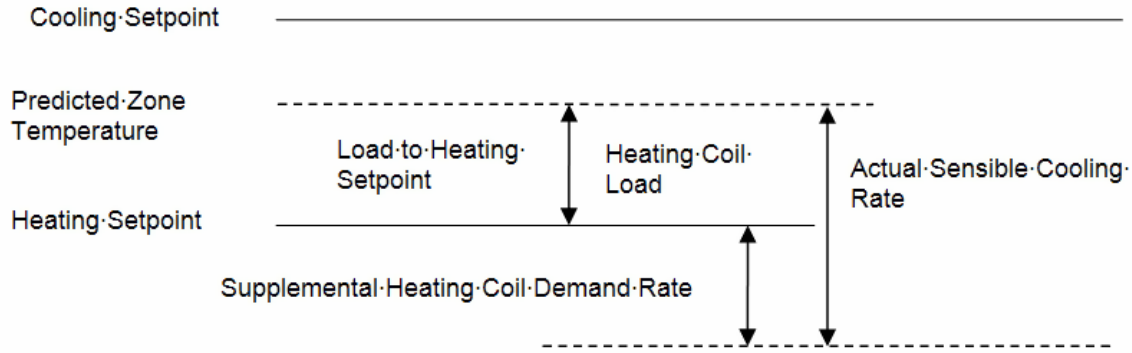 Cooling·Setpoint
Predicted·Zone
Temperature
Load·to·Heating·
Setpoint
Heating·Coil·
Load
Actual·Sensible·Cooling·
Rate
Heating·Setpoint
Supplemental·Heating·Coil·Demand·Rate